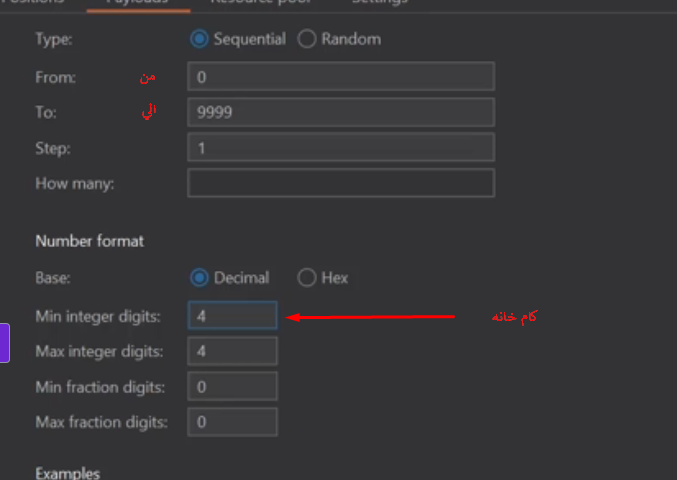 Positions Payloads Resource pool Settings
Type: Sequential Random
From: من 0
To: الي 9999
Step: 1
How many:
Number format
Base: Decimal Hex
Min integer digits: 4 كام خانه
Max integer digits: 4
Min fraction digits: 0
Max fraction digits: 0
Examples